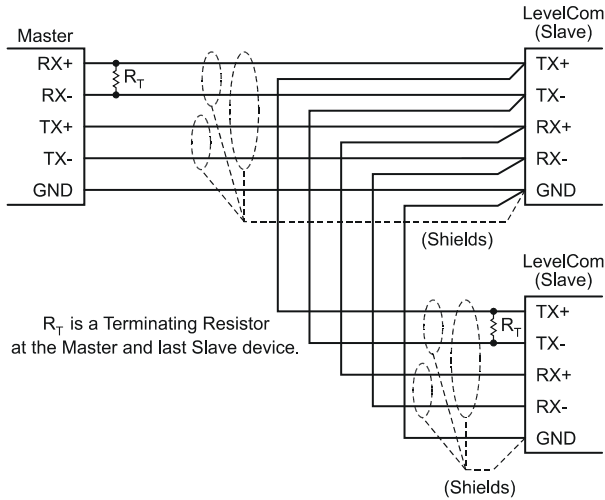 Master
RX+
RX-
TX+
TX-
GND
RT
LevelCom
(Slave)
TX+
TX-
RX+
RX-
GND
(Shields)
RT is a Terminating Resistor
at the Master and last Slave device.
LevelCom
(Slave)
TX+
TX-
RX+
RX-
GND
RT
(Shields)